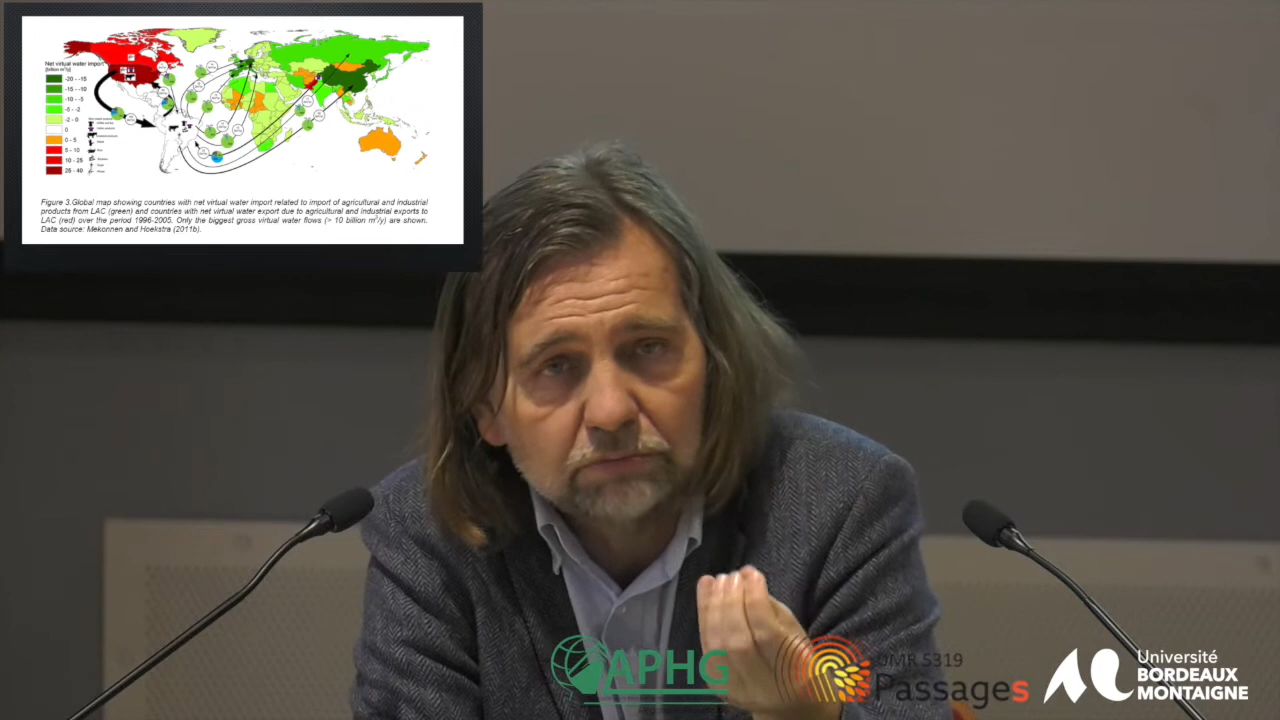 Net virtual water import
[billion m³/y]
-20 - -15
-15 - -10
-10 - -5
-5 - -2
-2 - 0
0
0 - 5
5 - 10
10 - 25
25 - 40
Figure 3.Global map showing countries with net virtual water import related to import of agricultural and industrial
products from LAC (green) and countries with net virtual water export due to agricultural and industrial exports to
LAC (red) over the period 1996-2005. Only the biggest gross virtual water flows (> 10 billion m³/y) are shown.
Data source: Mekonnen and Hoekstra (2011b).
APHG
UMR 5319
Passages
Université
BORDEAUX
MONTAIGNE